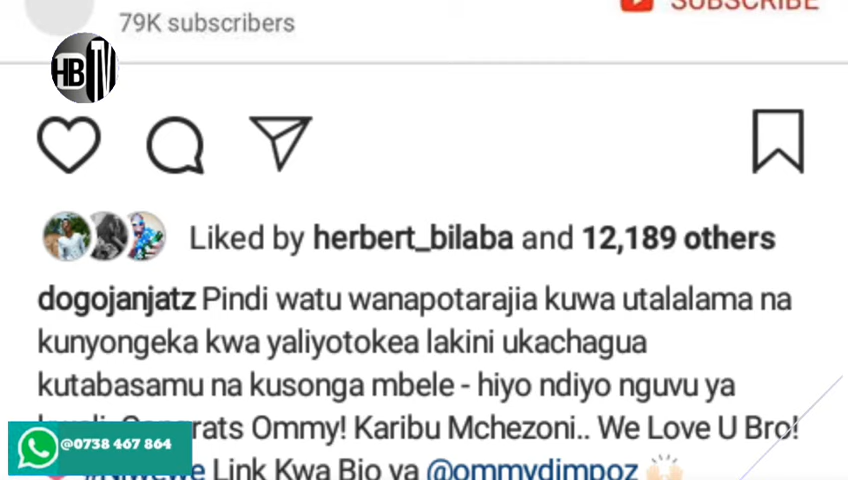 79K subscribers
SUBSCRIBE
HB TV
Liked by herbert_bilaba and 12,189 others
dogojanjatz Pindi watu wanapotarajia kuwa utalalama na
kunyongeka kwa yaliyotokea lakini ukachagua
kutabasamu na kusonga mbele - hiyo ndiyo nguvu ya
Ommy! Karibu Mchezoni.. We Love U Bro!
@0738 467 864
Link Kwa Bio ya @ommydimpoz